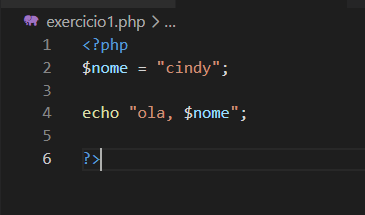 exercicio1.php > ...
1 <?php
2 $nome = "cindy";
3
4 echo "ola, $nome";
5
6 ?>